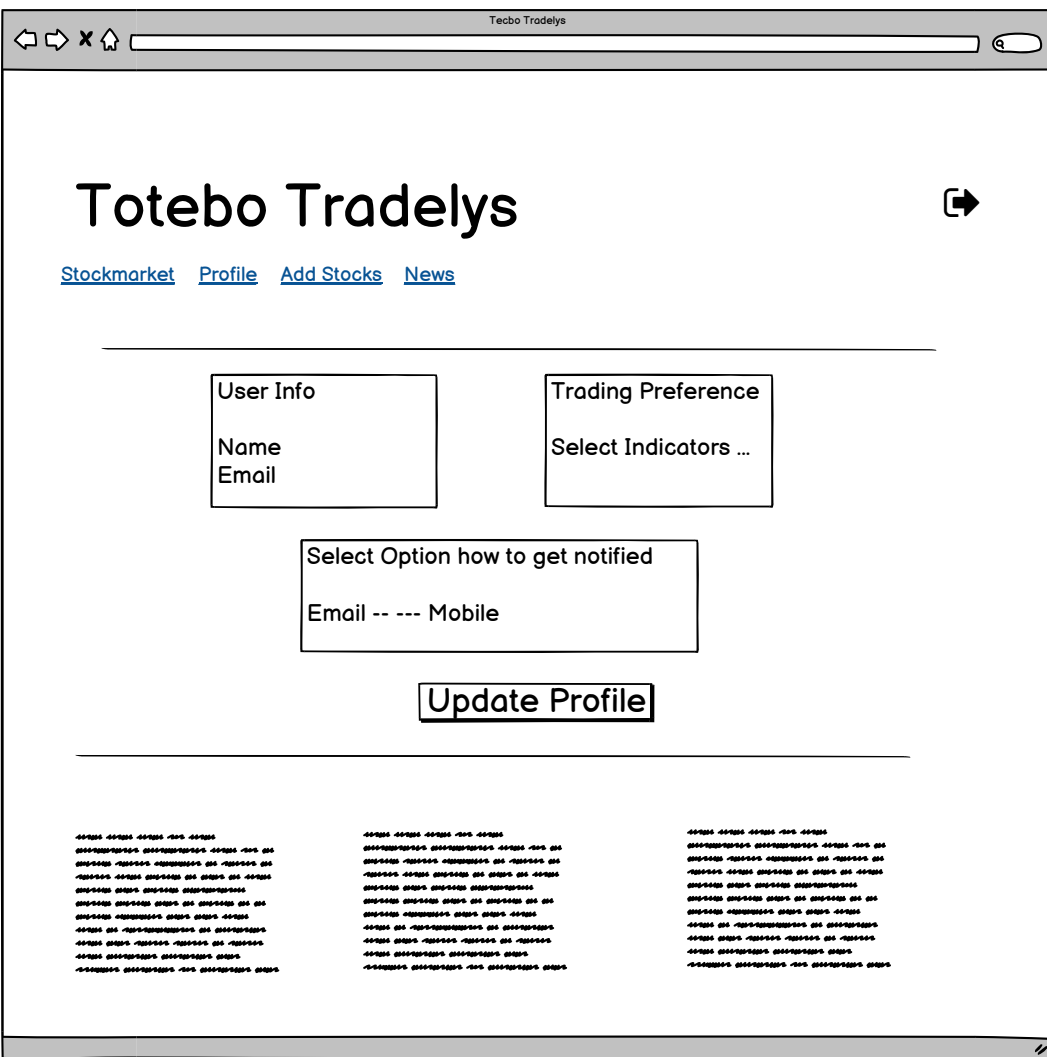 Tecbo Tradelys
Totebo Tradelys
Stockmarket Profile Add Stocks News
User Info
Name
Email
Trading Preference
Select Indicators ...
Select Option how to get notified
Email -- --- Mobile
Update Profile